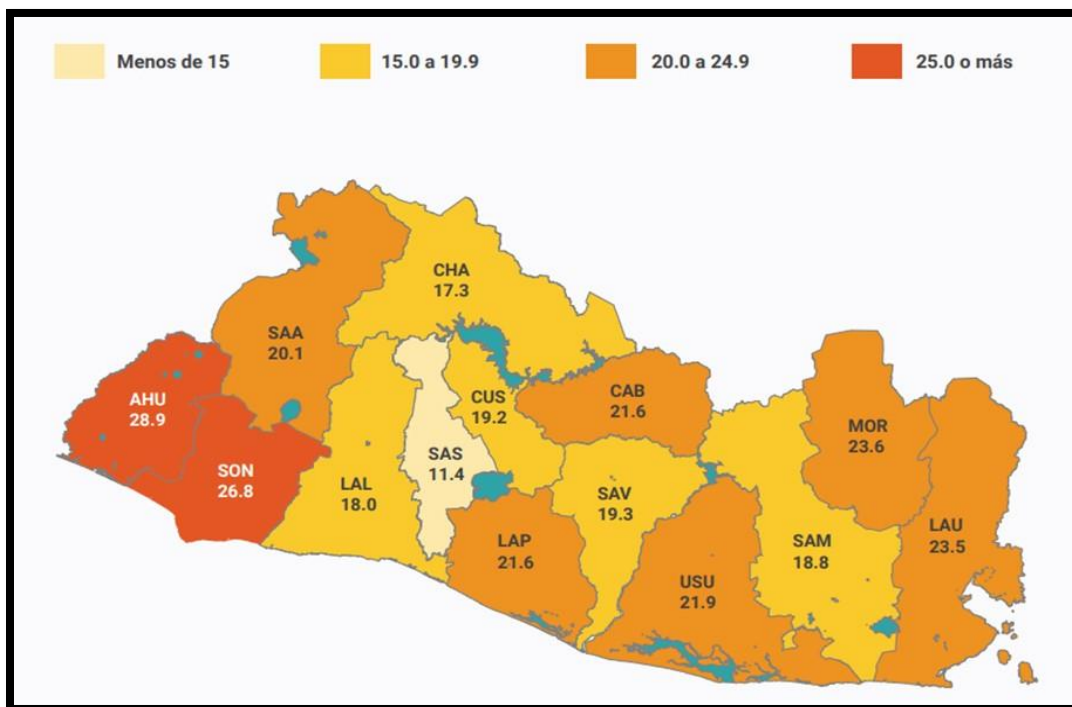 Menos de 15
15.0 a 19.9
20.0 a 24.9
25.0 o más
CHA
17.3
SAA
20.1
AHU
28.9
SON
26.8
LAL
18.0
SAS
11.4
CUS
19.2
CAB
21.6
SAV
19.3
LAP
21.6
USU
21.9
SAM
18.8
MOR
23.6
LAU
23.5